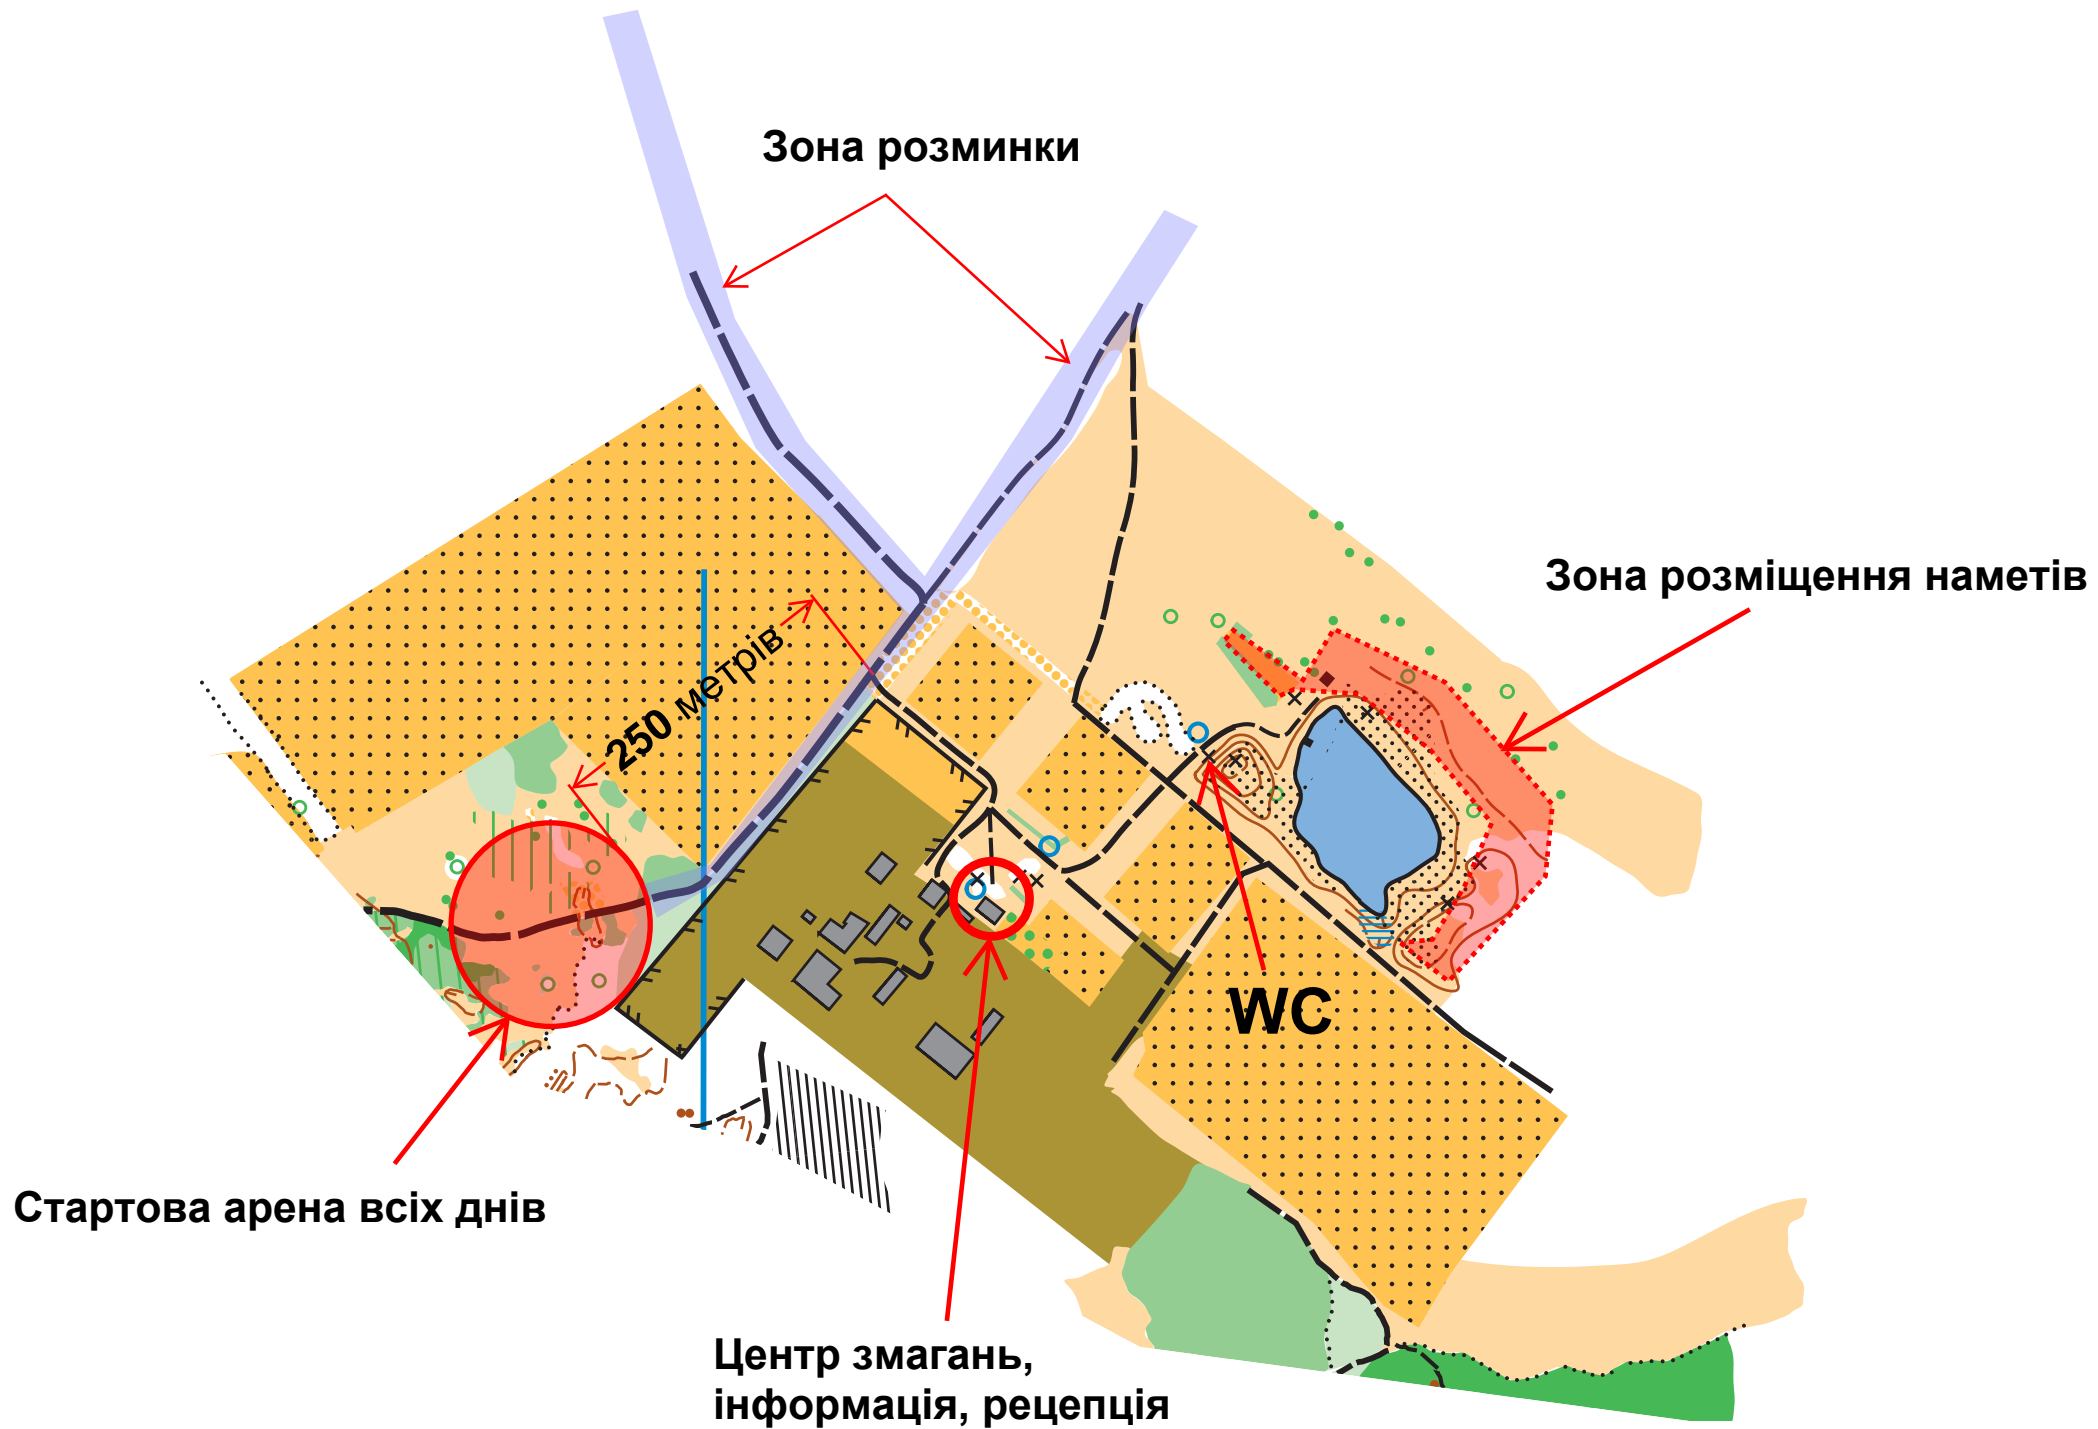 Зона розминки
Зона розміщення наметів
250 метрів
WC
Стартова арена всіх днів
Центр змагань,
інформація, рецепція